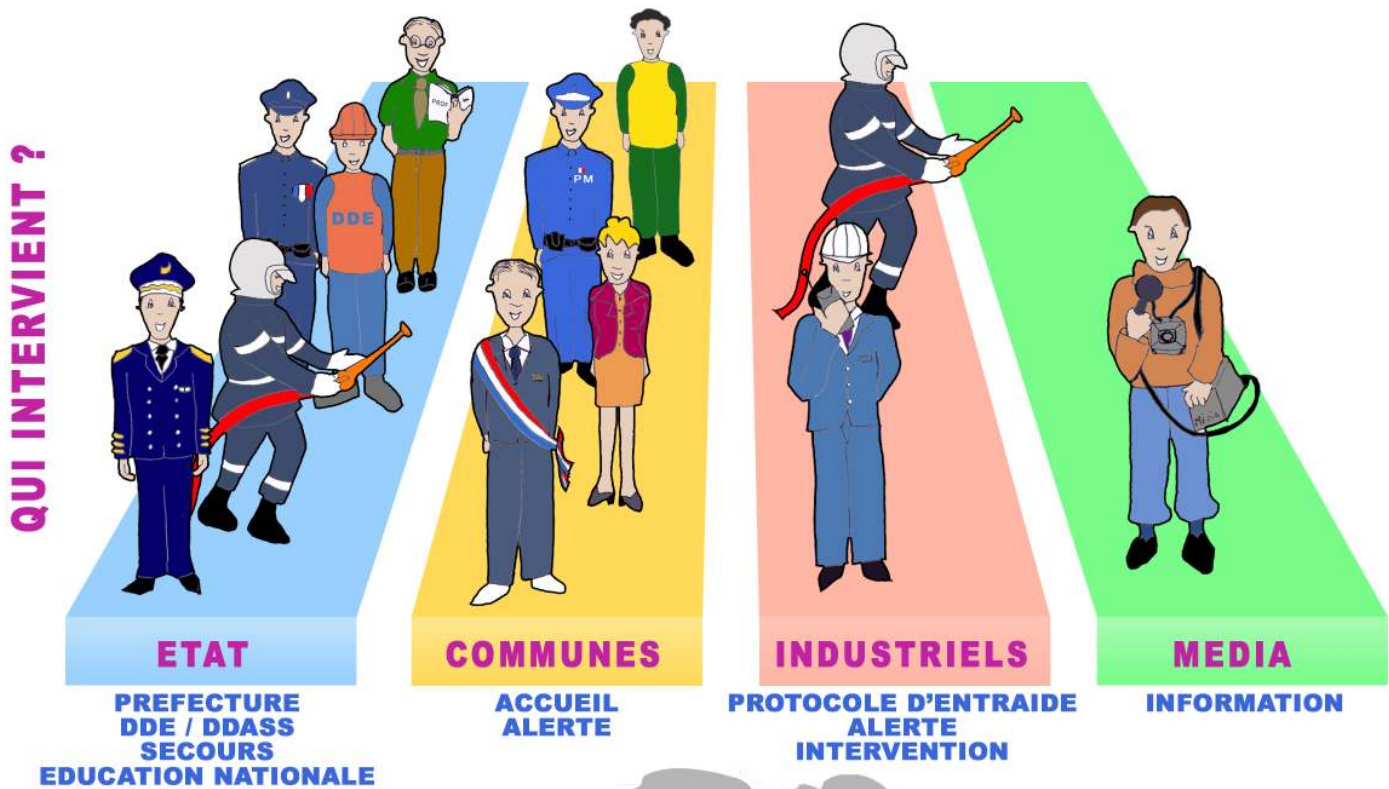 QUI INTERVIENT ?
PROF
DDE
PM
Média
ETAT
PREFECTURE
DDE / DDASS
SECOURS
EDUCATION NATIONALE
COMMUNES
ACCUEIL
ALERTE
INDUSTRIELS
PROTOCOLE D'ENTRAIDE
ALERTE
INTERVENTION
MEDIA
INFORMATION